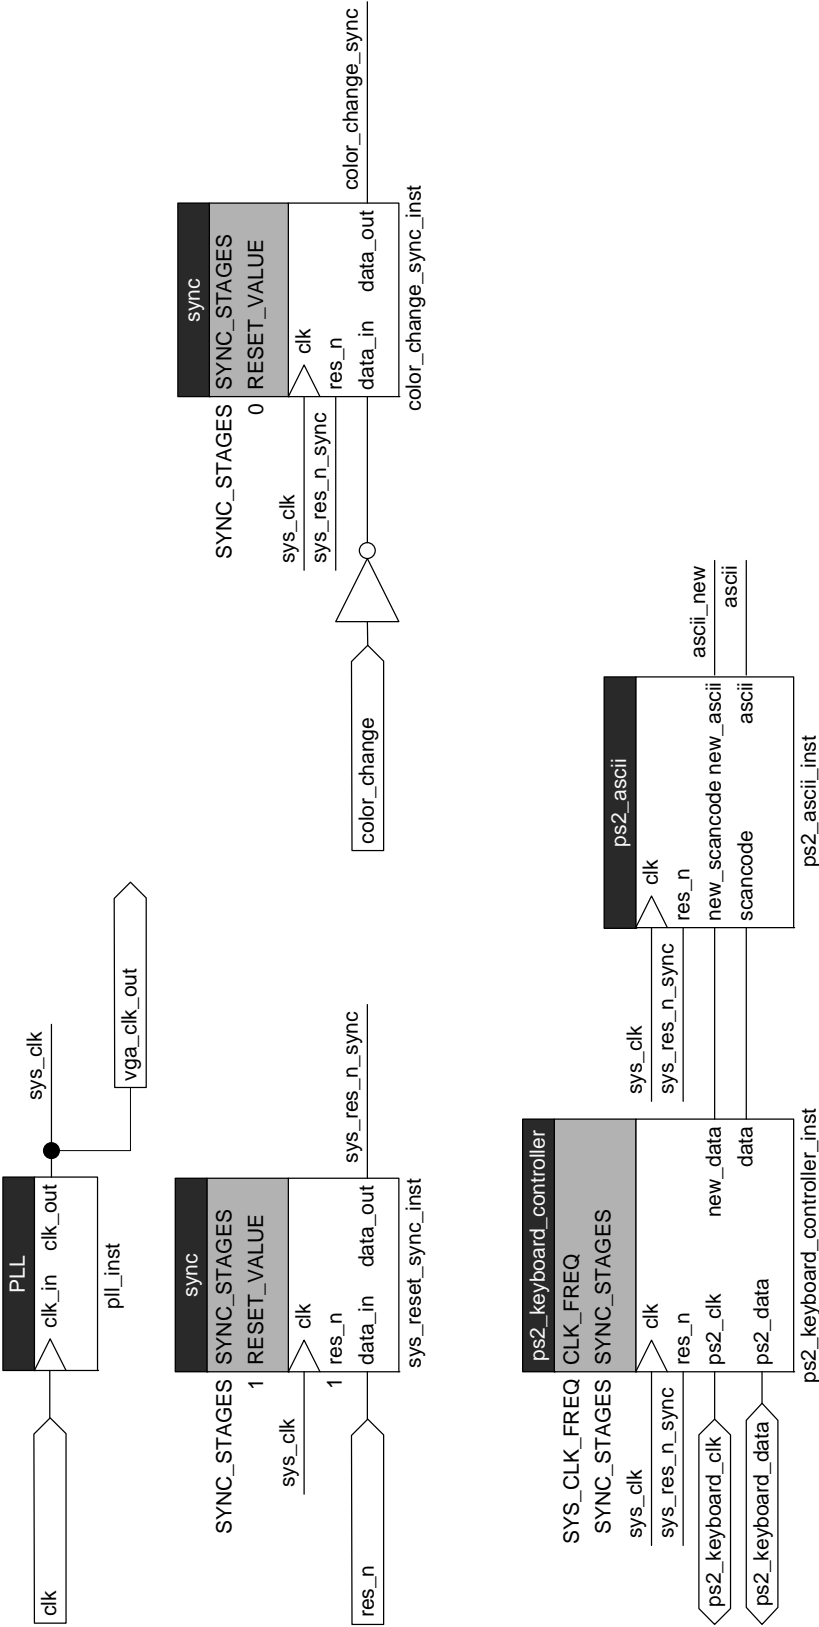 PLL
clk
clk_in
clk_out
sys_clk
pll_inst
vga_clk_out
sync
SYNC_STAGES
SYNC_STAGES
1
RESET_VALUE
sys_clk
clk
1
res_n
res_n
data_in
data_out
sys_res_n_sync
sys_reset_sync_inst
sync
SYNC_STAGES
SYNC_STAGES
0
RESET_VALUE
sys_clk
clk
sys_res_n_sync
res_n
color_change
data_in
data_out
color_change_sync
color_change_sync_inst
ps2_keyboard_controller
SYS_CLK_FREQ
CLK_FREQ
SYNC_STAGES
SYNC_STAGES
sys_clk
clk
sys_res_n_sync
res_n
ps2_keyboard_clk
ps2_clk
new_data
ps2_keyboard_data
ps2_data
data
ps2_keyboard_controller_inst
ps2_ascii
sys_clk
clk
sys_res_n_sync
res_n
new_scancode
new_ascii
ascii_new
scancode
ascii
ascii
ps2_ascii_inst